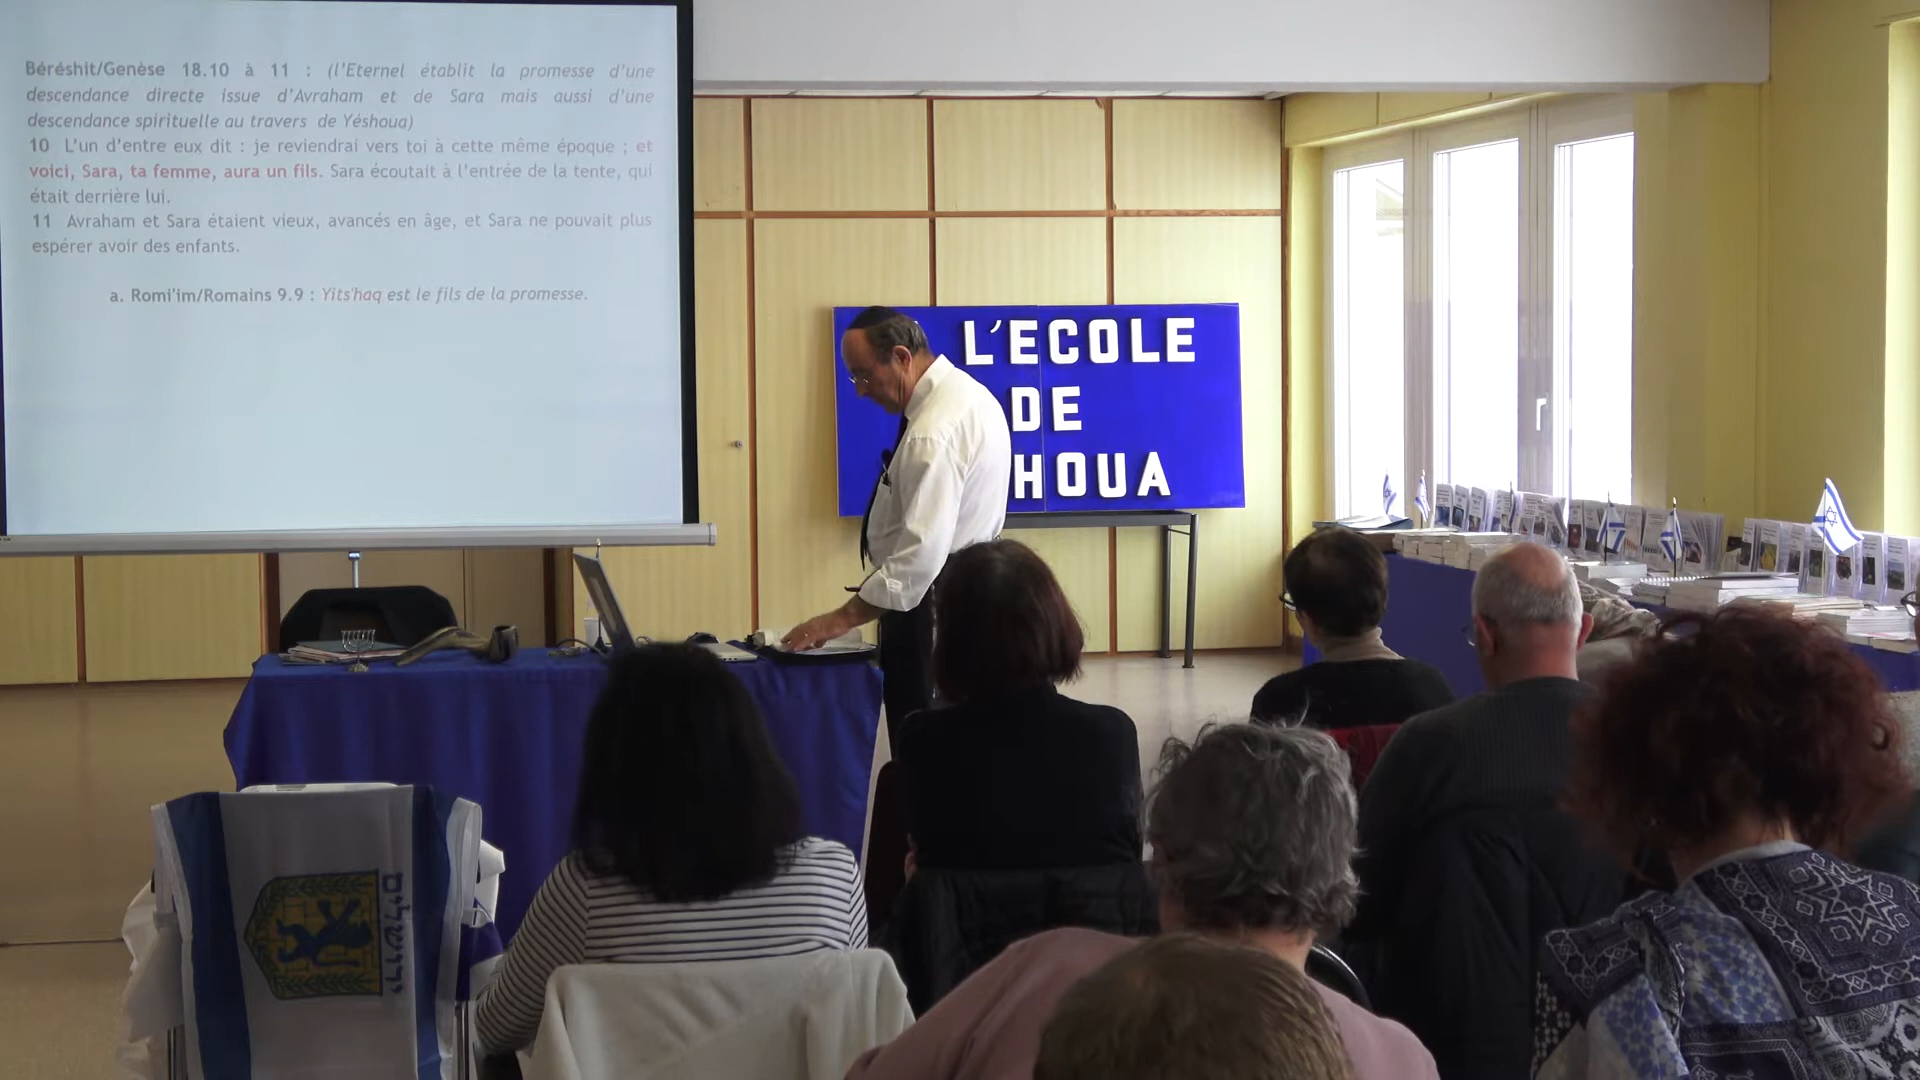 Béréshit/Genèse 18.10 à 11 : (l'Eternel établit la promesse d'une
descendance directe issue d'Avraham et de Sara mais aussi d'une
descendance spirituelle au travers de Yéshoua)
10 L'un d'entre eux dit : je reviendrai vers toi à cette même époque ; et
voici, Sara, ta femme, aura un fils. Sara écoutait à l'entrée de la tente, qui
était derrière lui.
11 Avraham et Sara étaient vieux, avancés en âge, et Sara ne pouvait plus
espérer avoir des enfants.
a. Romi'im/Romains 9.9 : Yits'haq est le fils de la promesse.
L'ECOLE
DE
HOUA
ירושלים